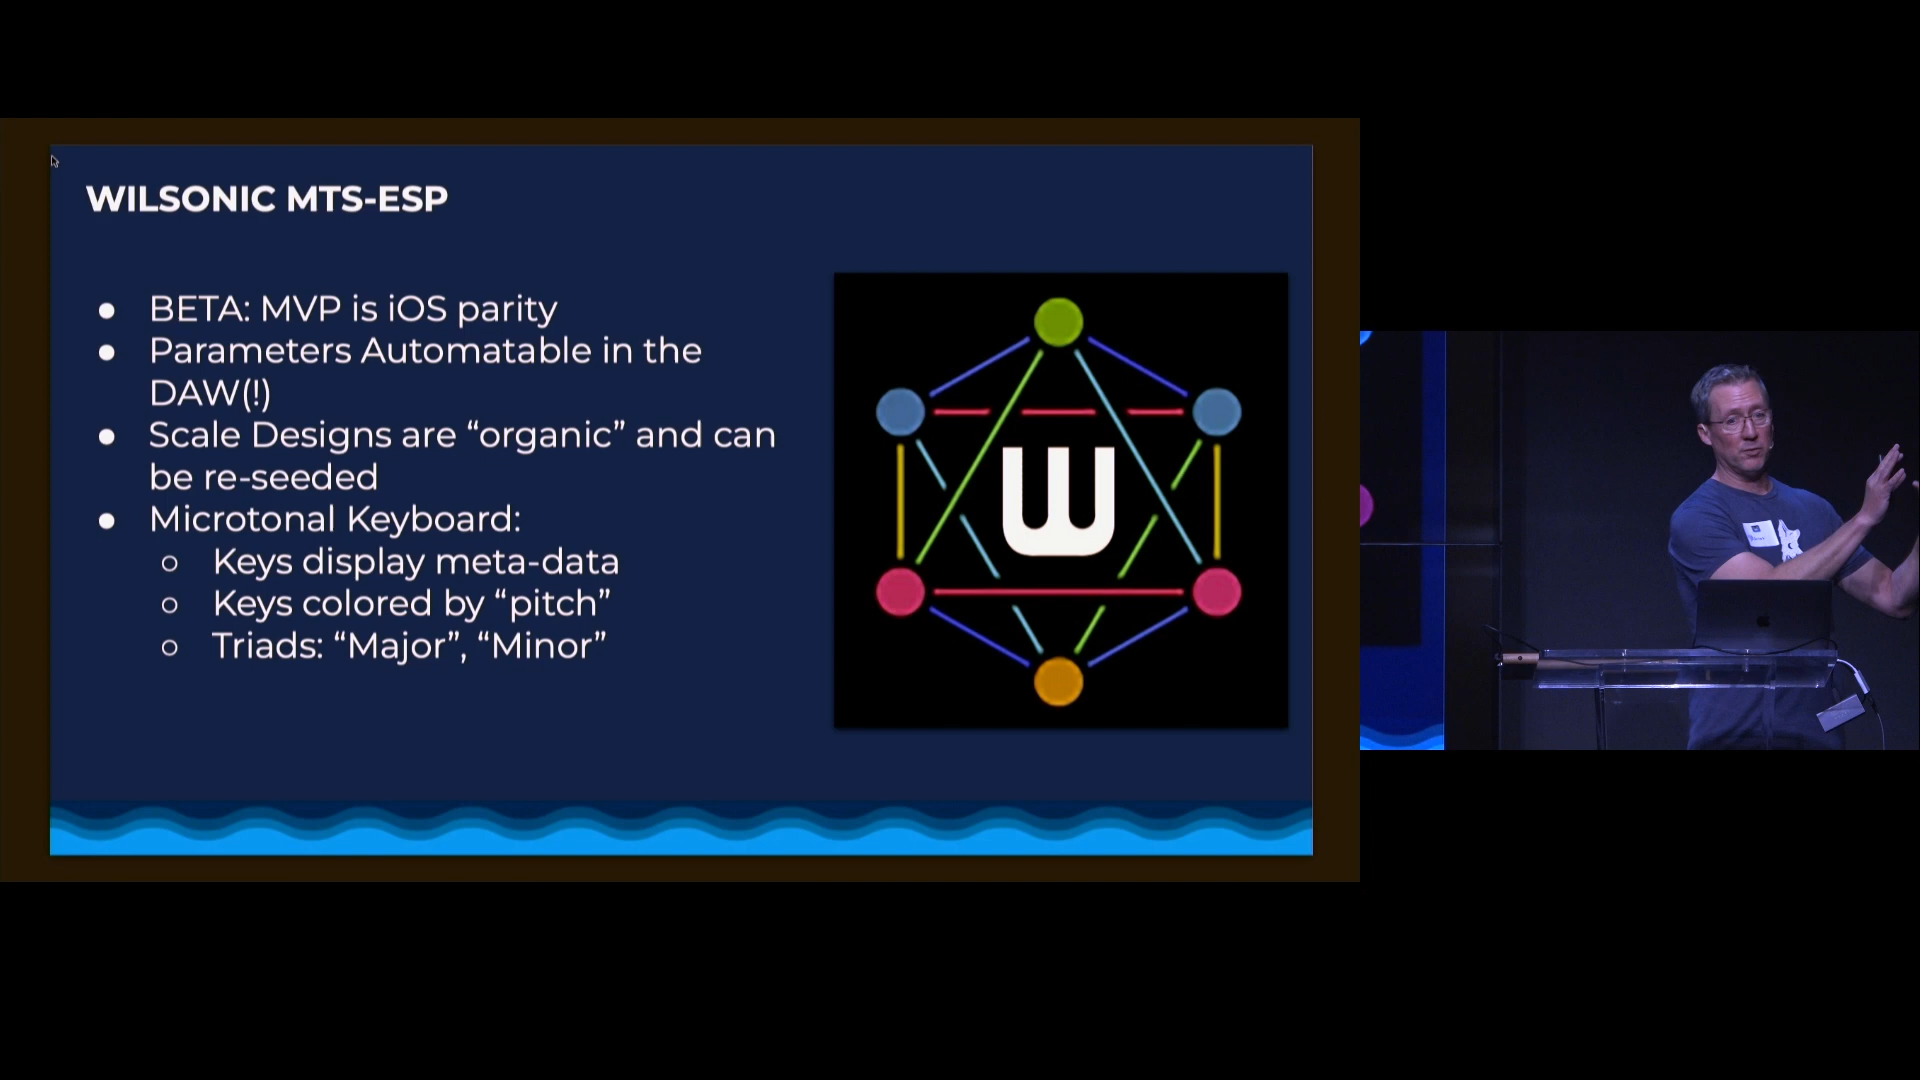 WILSONIC MTS-ESP
● BETA: MVP is iOS parity
● Parameters Automatable in the
DAW(!)
● Scale Designs are “organic” and can
be re-seeded
● Microtonal Keyboard:
○ Keys display meta-data
○ Keys colored by “pitch”
○ Triads: “Major”, “Minor”
W